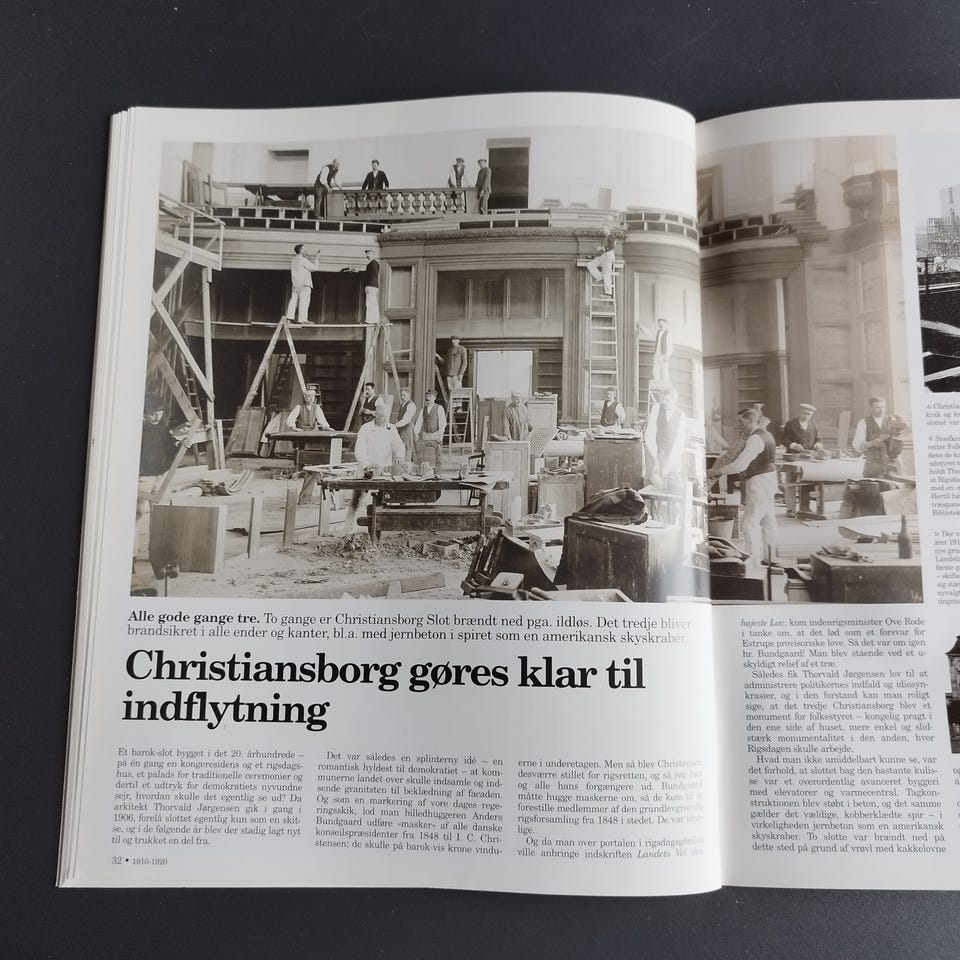 Alle gode gange tre. To gange er Christiansborg Slot brændt ned pga. ildløs. Det tredje bliver
brandsikret i alle ender og kanter, bl.a. med jernbeton i spiret som en amerikansk skyskraber.
Christiansborg gøres klar til
indflytning
Et barok-slot bygget i det 20. århundrede –
på én gang en kongeresidens og et rigsdags-
hus, et palads for traditionelle ceremonier og
dertil et udtryk for demokratiets nyvundne
sejr, hvordan skulle det egentlig se ud? Da
arkitekt Thorvald Jørgensen gik i gang i
1906, forelå slottet egentlig kun som en skit-
se, og i de følgende år blev der stadig lagt nyt
til og trukket en del fra.
Det var således en splinterny idé – en
romantisk hyldest til demokratiet – at kom-
munerne landet over skulle indsamle og ind-
sende granitsten til beklædning af facaden.
Og som en markering af vore dages rege-
ringsskik, lod man billedhuggeren Anders
Bundgaard udføre »masker« af alle danske
konseilspræsidenter fra 1848 til I. C. Chri-
stensen; de skulle på barok-vis krone vindu-
erne i underetagen. Men så blev Christensen
desværre stillet for rigsretten, og så røg han
og alle hans forgængere ud. Bundgaard
måtte hugge maskerne om, så de kom til at
forestille medlemmer af den grundlovgivende
rigsforsamling fra 1848 i stedet. De var
lige.
Og da man over portalen i rigsdagsgården
ville anbringe indskriften Landets Vel den
højeste Lov, kom indenrigsminister Ove Rode
i tanke om, at det lød som et forsvar for
Estrups provisoriske love. Så det var om igen
hr. Bundgaard! Man blev stående ved et u-
skyldigt relief af et træ.
Således fik Thorvald Jørgensen lov til at
administrere politikernes indfald og idiosyn-
krasier, og i den forstand kan man roligt
sige, at det tredje Christiansborg blev et
monument for folkestyret – kongelig pragt i
den ene side af huset, mere enkel og slid-
stærk monumentalitet i den anden, hvor
Rigsdagen skulle arbejde.
Hvad man ikke umiddelbart kunne se, var
det forhold, at slottet bag den bastante kulis-
se var et overordentlig avanceret byggeri
med elevatorer og varmecentral. Tagkon-
struktionen blev støbt i beton, og det samme
gælder det vældige, kobberklædte spir – i
virkeligheden jernbeton som en amerikansk
skyskraber. To slotte var brændt ned på
dette sted på grund af vrøvl med kakkelovne
32 • 1910-1920